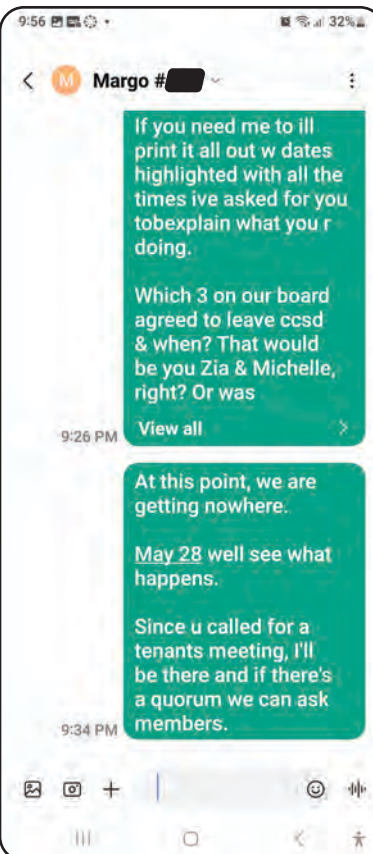 9:56
32%
Margo #
If you need me to ill
print it all out w dates
highlighted with all the
times ive asked for you
tobexplain what you r
doing.
Which 3 on our board
agreed to leave ccsd
& when? That would
be you Zia & Michelle,
right? Or was
View all
9:26 PM
At this point, we are
getting nowhere.
May 28 well see what
happens.
Since u called for a
tenants meeting, I'll
be there and if there's
a quorum we can ask
members.
9:34 PM